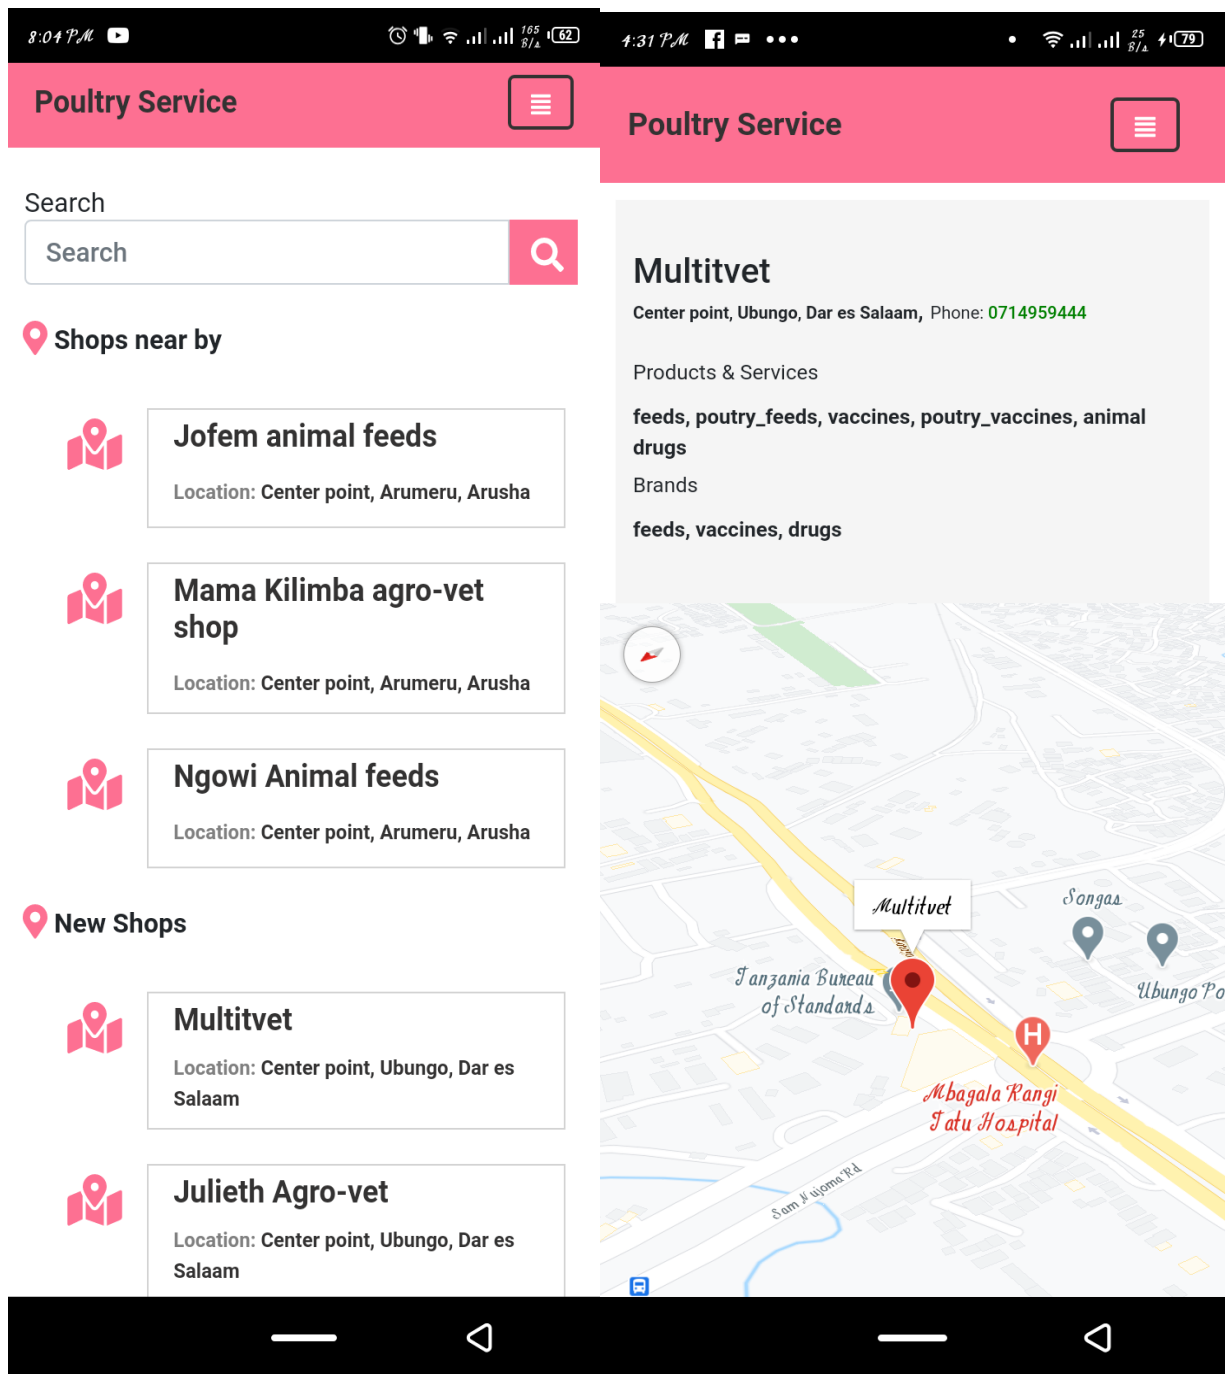 8:04 PM
165 B/s 62
Poultry Service
Search
Search
Shops near by
Jofem animal feeds
Location: Center point, Arumeru, Arusha
Mama Kilimba agro-vet
shop
Location: Center point, Arumeru, Arusha
Ngowi Animal feeds
Location: Center point, Arumeru, Arusha
New Shops
Multitvet
Location: Center point, Ubungo, Dar es
Salaam
Julieth Agro-vet
Location: Center point, Ubungo, Dar es
Salaam
4:31 PM
25 B/s 79
Poultry Service
Multitvet
Center point, Ubungo, Dar es Salaam, Phone: 0714959444
Products & Services
feeds, poutry_feeds, vaccines, poutry_vaccines, animal
drugs
Brands
feeds, vaccines, drugs
Multitvet
Songas
Tanzania Bureau
of Standards
Ubungo Po
H
Mbagala Rangi
Tatu Hospital
Sam Nujoma Rd